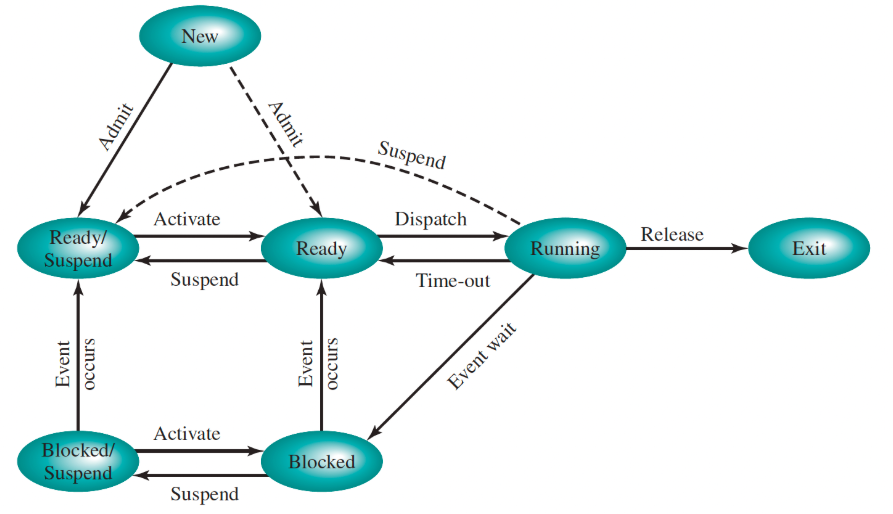 New
Admit
Admit
Suspend
Ready/
Suspend
Activate
Suspend
Ready
Dispatch
Time-out
Running
Release
Exit
Event
occurs
Event
occurs
Event wait
Blocked/
Suspend
Activate
Suspend
Blocked